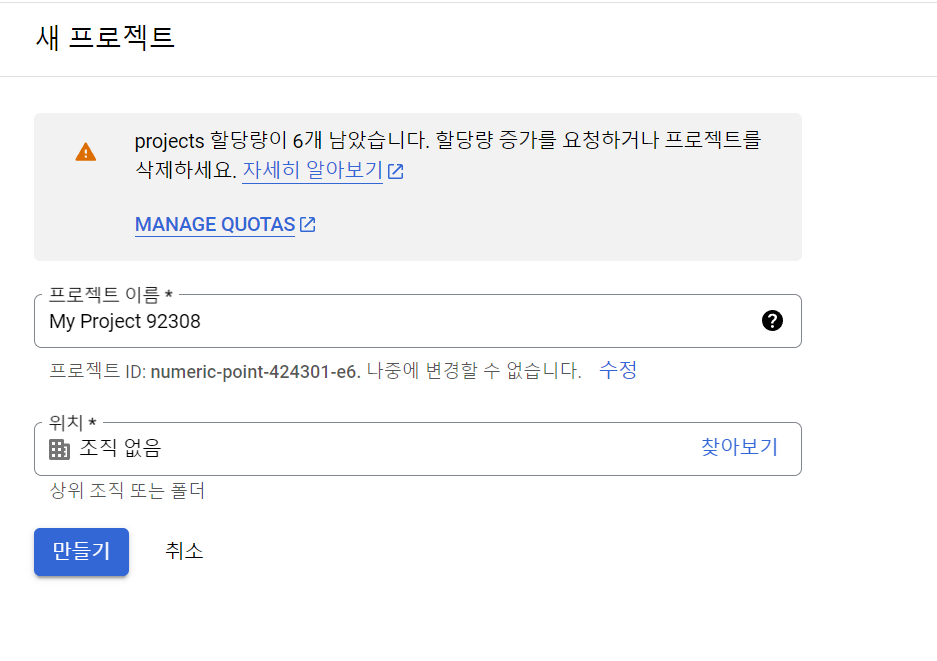 새 프로젝트
projects 할당량이 6개 남았습니다. 할당량 증가를 요청하거나 프로젝트를
삭제하세요. 자세히 알아보기
MANAGE QUOTAS
프로젝트 이름 *
My Project 92308
프로젝트 ID: numeric-point-424301-e6. 나중에 변경할 수 없습니다. 수정
위치 *
조직 없음 찾아보기
상위 조직 또는 폴더
만들기 취소